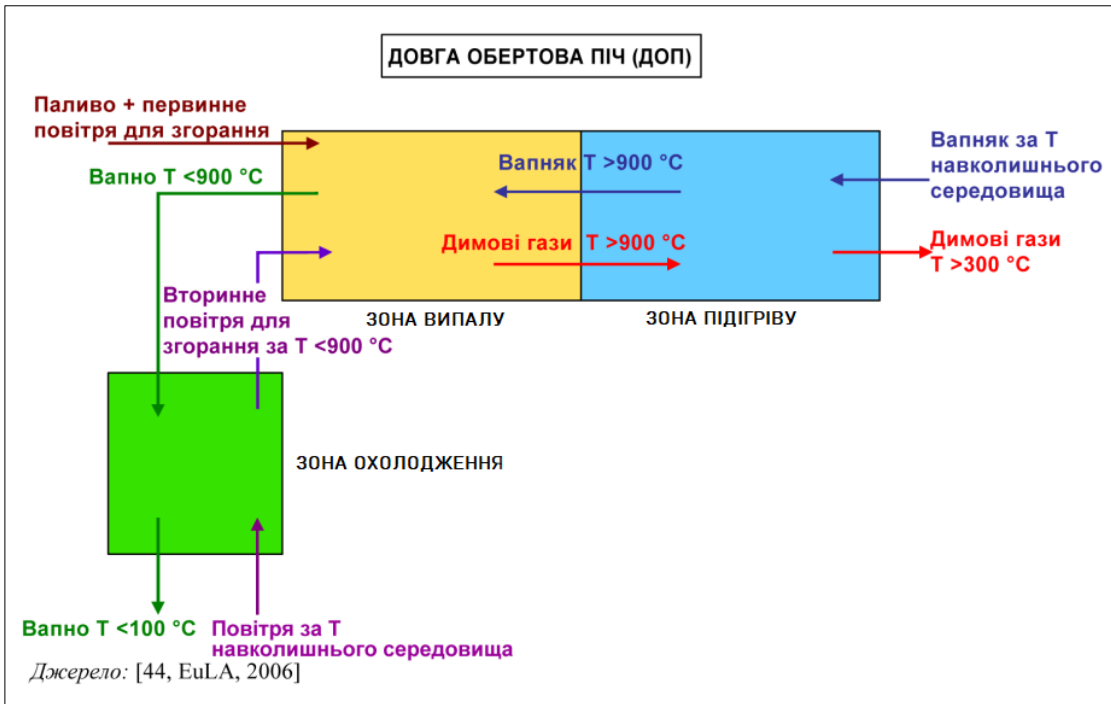 ДОВГА ОБЕРТОВА ПІЧ (ДОП)
Паливо + первинне
повітря для згорання
Вапно Т <900 °C
Вапняк Т >900 °C
Вапняк за Т
навколишнього
середовища
Димові гази Т >900 °C
Димові гази
Т >300 °C
Вторинне
повітря для
згорання за Т <900 °C
ЗОНА ВИПАЛУ
ЗОНА ПІДІГРІВУ
ЗОНА ОХОЛОДЖЕННЯ
Вапно Т <100 °C
Повітря за Т
навколишнього середовища
Джерело: [44, EuLA, 2006]